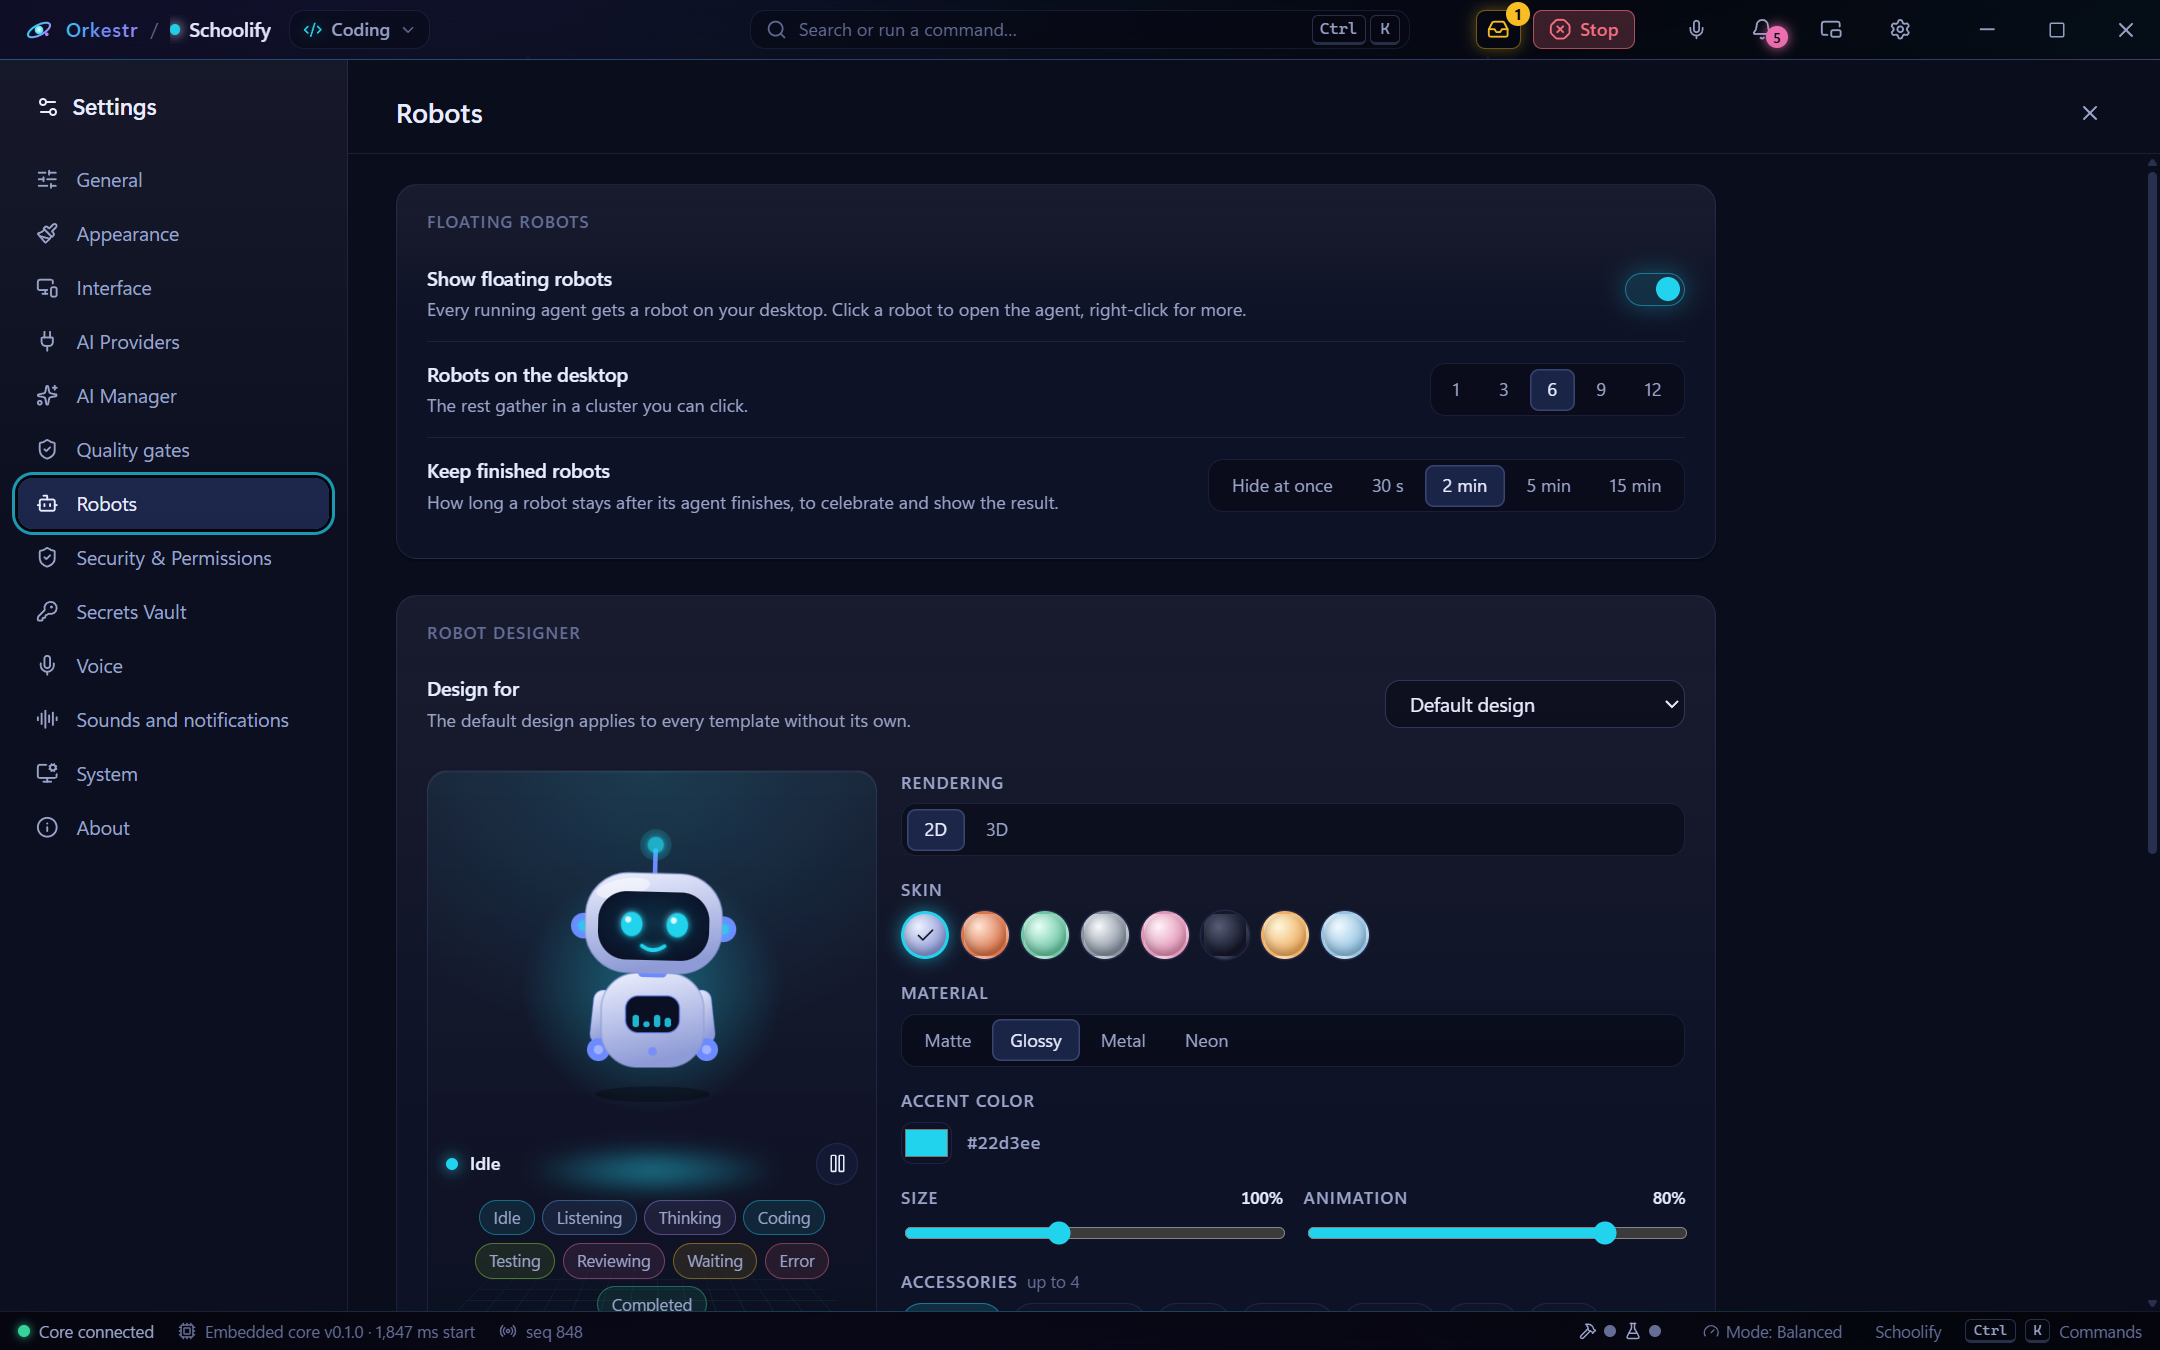 Orkestr / Schoolify
Coding
Search or run a command...
Ctrl K
1
Stop
5
Settings
General
Appearance
Interface
AI Providers
AI Manager
Quality gates
Robots
Security & Permissions
Secrets Vault
Voice
Sounds and notifications
System
About
Robots
FLOATING ROBOTS
Show floating robots
Every running agent gets a robot on your desktop. Click a robot to open the agent, right-click for more.
Robots on the desktop
The rest gather in a cluster you can click.
1 3 6 9 12
Keep finished robots
How long a robot stays after its agent finishes, to celebrate and show the result.
Hide at once 30 s 2 min 5 min 15 min
ROBOT DESIGNER
Design for
The default design applies to every template without its own.
Default design
Idle
Idle Listening Thinking Coding
Testing Reviewing Waiting Error
Completed
RENDERING
2D 3D
SKIN
MATERIAL
Matte Glossy Metal Neon
ACCENT COLOR
#22d3ee
SIZE 100%
ANIMATION 80%
ACCESSORIES up to 4
Core connected
Embedded core v0.1.0 · 1,847 ms start
seq 848
Mode: Balanced
Schoolify
Ctrl K Commands